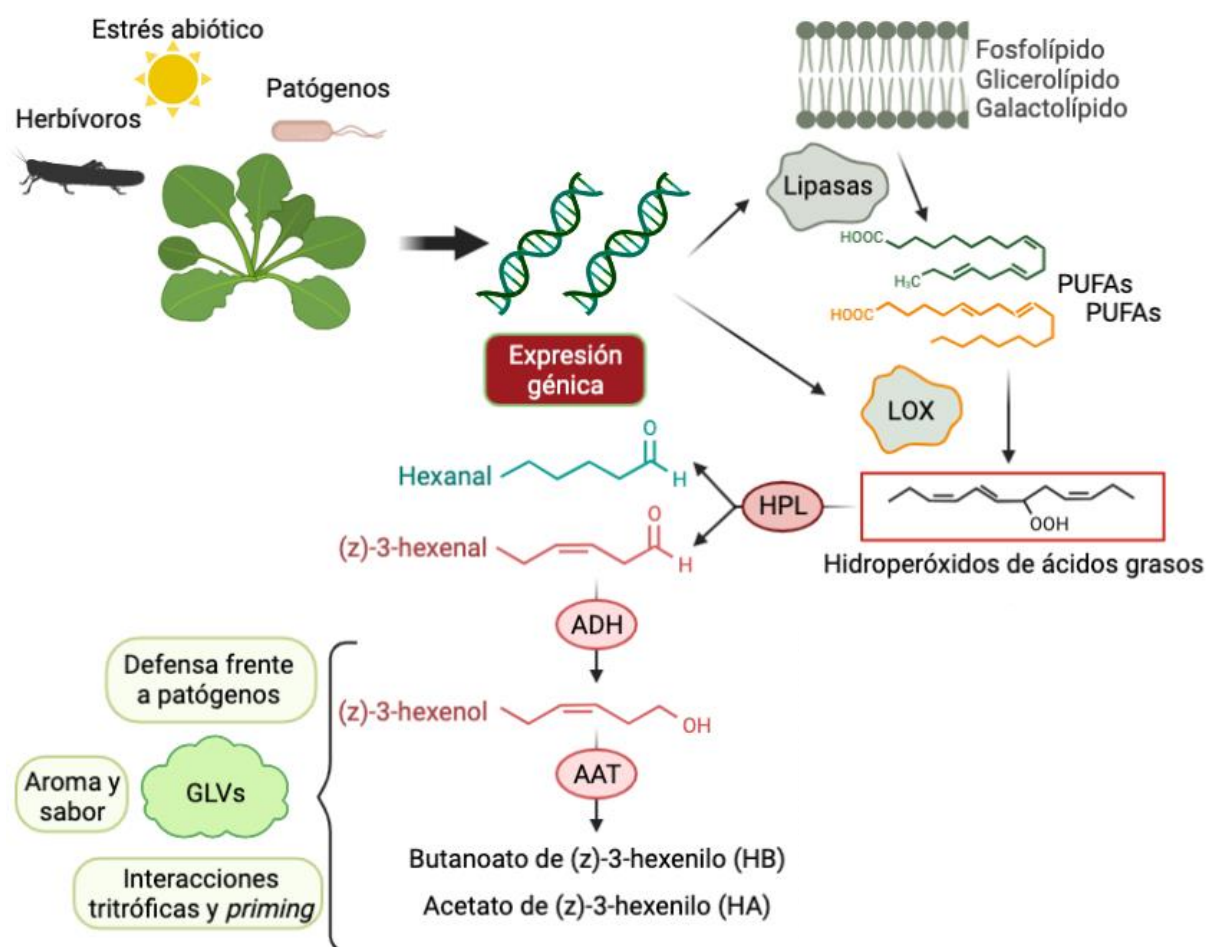 Estrés abiótico
Patógenos
Herbívoros
Fosfolípido
Glicerolípido
Galactolípido
Lipasas
HOOC
H₃C
PUFAs
HOOC
PUFAs
Expresión
génica
LOX
O
H
Hexanal
HPL
OOH
Hidroperóxidos de ácidos grasos
O
H
(z)-3-hexenal
ADH
(z)-3-hexenol
OH
AAT
Butanoato de (z)-3-hexenilo (HB)
Acetato de (z)-3-hexenilo (HA)
Defensa frente
a patógenos
Aroma y
sabor
GLVs
Interacciones
tritróficas y priming